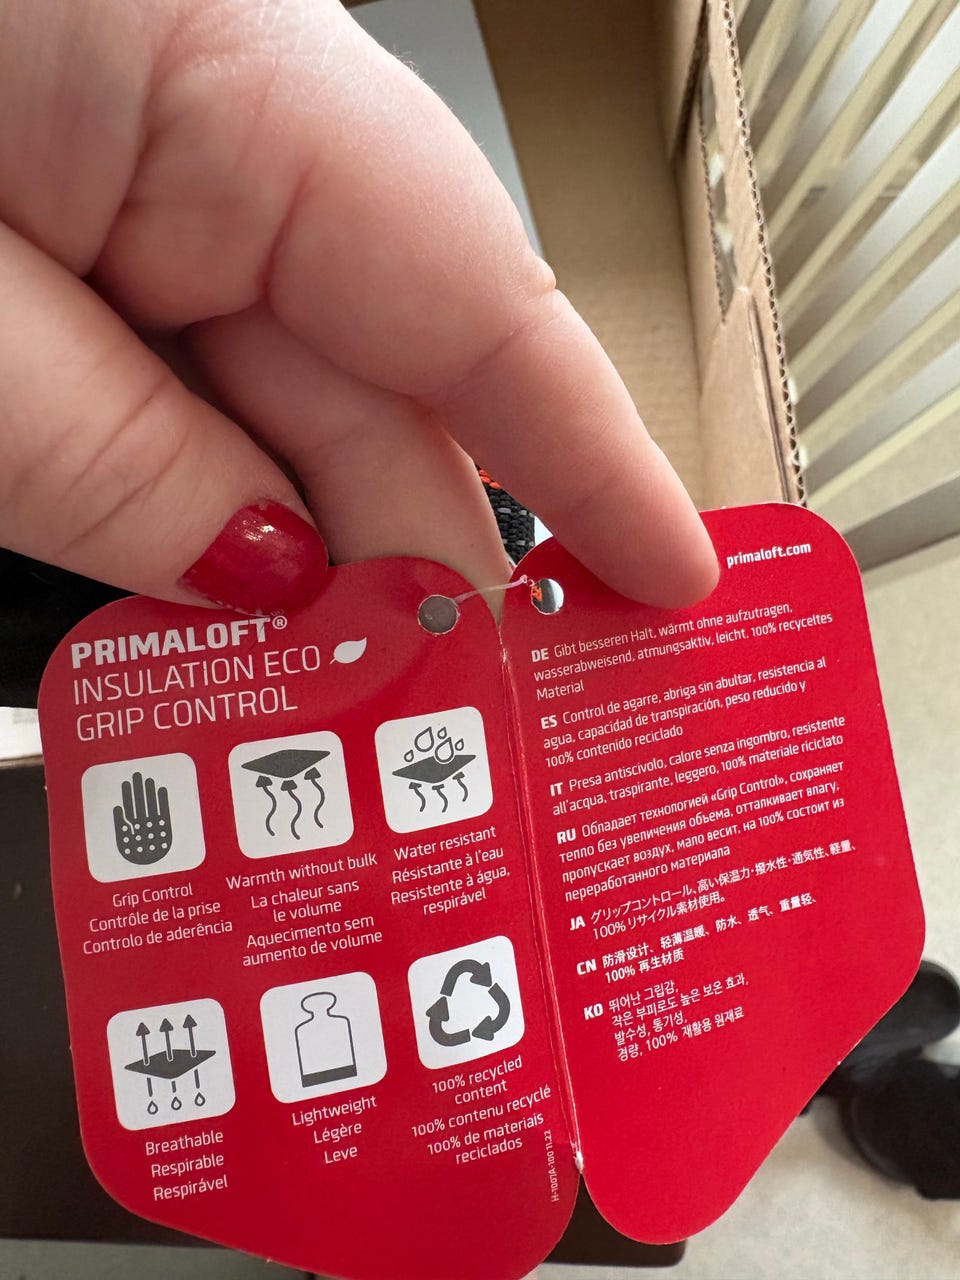 PRIMALOFT®
INSULATION ECO
GRIP CONTROL
Grip Control
Contrôle de la prise
Controlo de aderência
Warmth without bulk
La chaleur sans
le volume
Aquecimento sem
aumento de volume
Water resistant
Résistante à l'eau
Resistente à água,
respirável
Breathable
Respirable
Respirável
Lightweight
Légère
Leve
100% recycled
content
100% contenu recyclé
100% de materiais
reciclados
primaloft.com
DE Gibt besseren Halt, wärmt ohne aufzutragen,
wasserabweisend, atmungsaktiv, leicht, 100% recyceltes
Material
ES Control de agarre, abriga sin abultar, resistencia al
agua, capacidad de transpiración, peso reducido y
100% contenido reciclado
IT Presa antiscivolo, calore senza ingombro, resistente
all'acqua, traspirante, leggero, 100% materiale riciclato
RU Обладает технологией «Grip Control», сохраняет
тепло без увеличения объема, отталкивает влагу,
пропускает воздух, мало весит, на 100% состоит из
переработанного материала
JA グリップコントロール、高い保温力・撥水性・通気性、軽量、
100%リサイクル素材使用。
CN 防滑设计、轻薄温暖、防水、透气、重量轻、
100% 再生材质
KO 뛰어난 그립감,
작은 부피로도 높은 보온 효과,
발수성, 통기성,
경량, 100% 재활용 원재료